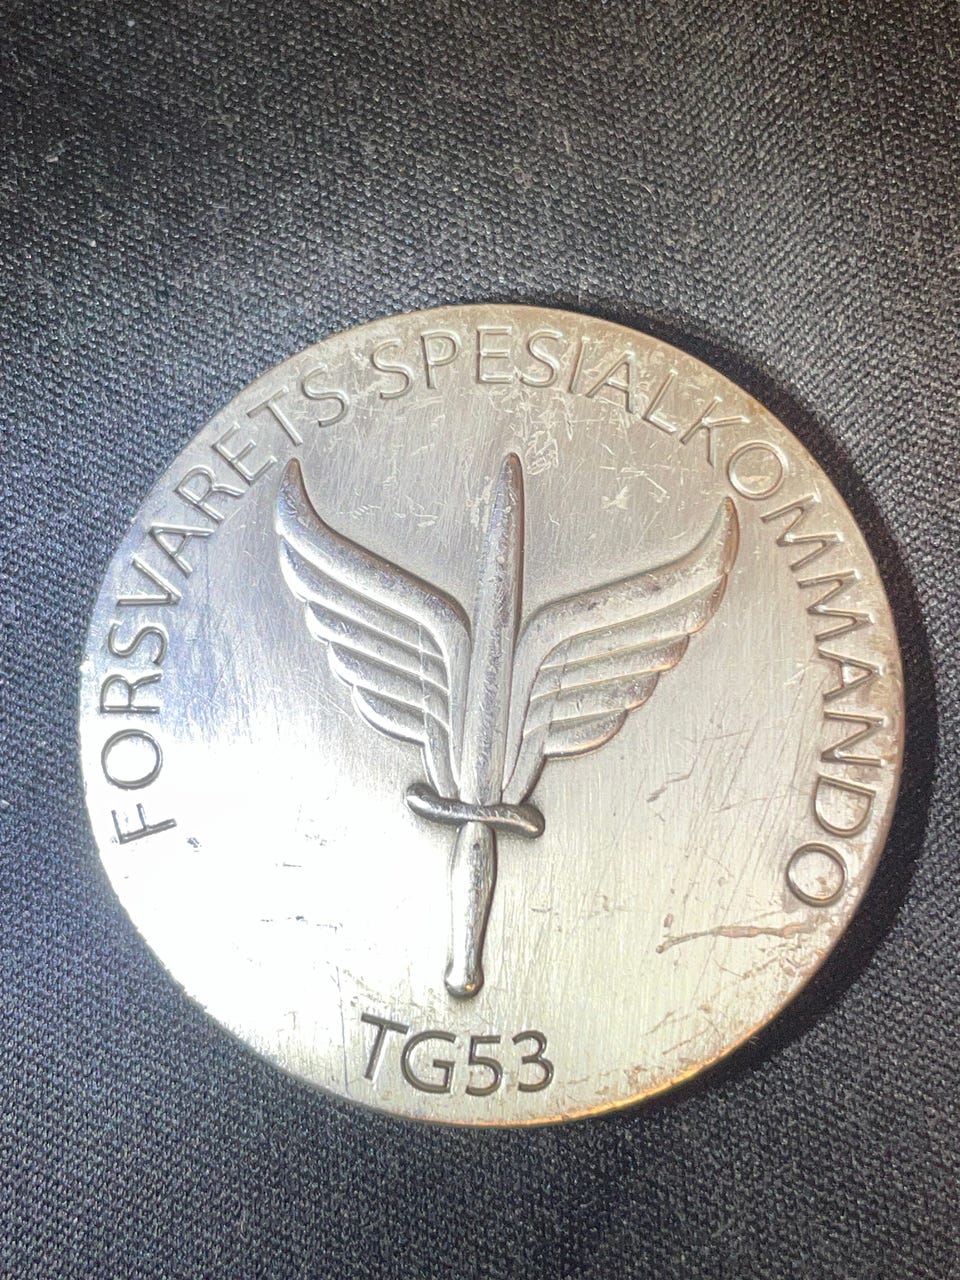 FORSVARETS SPESIALKOMMANDO
TG53